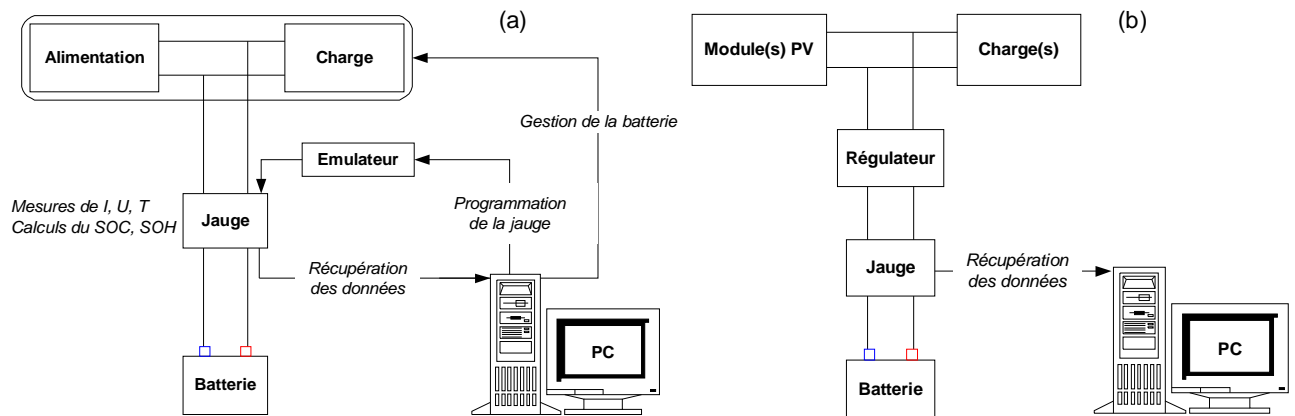 (a)
Alimentation
Charge
Gestion de la batterie
Emulateur
Mesures de I, U, T
Calculs du SOC, SOH
Jauge
Programmation
de la jauge
Récupération
des données
PC
Batterie
(b)
Module(s) PV
Charge(s)
Régulateur
Jauge
Récupération
des données
PC
Batterie